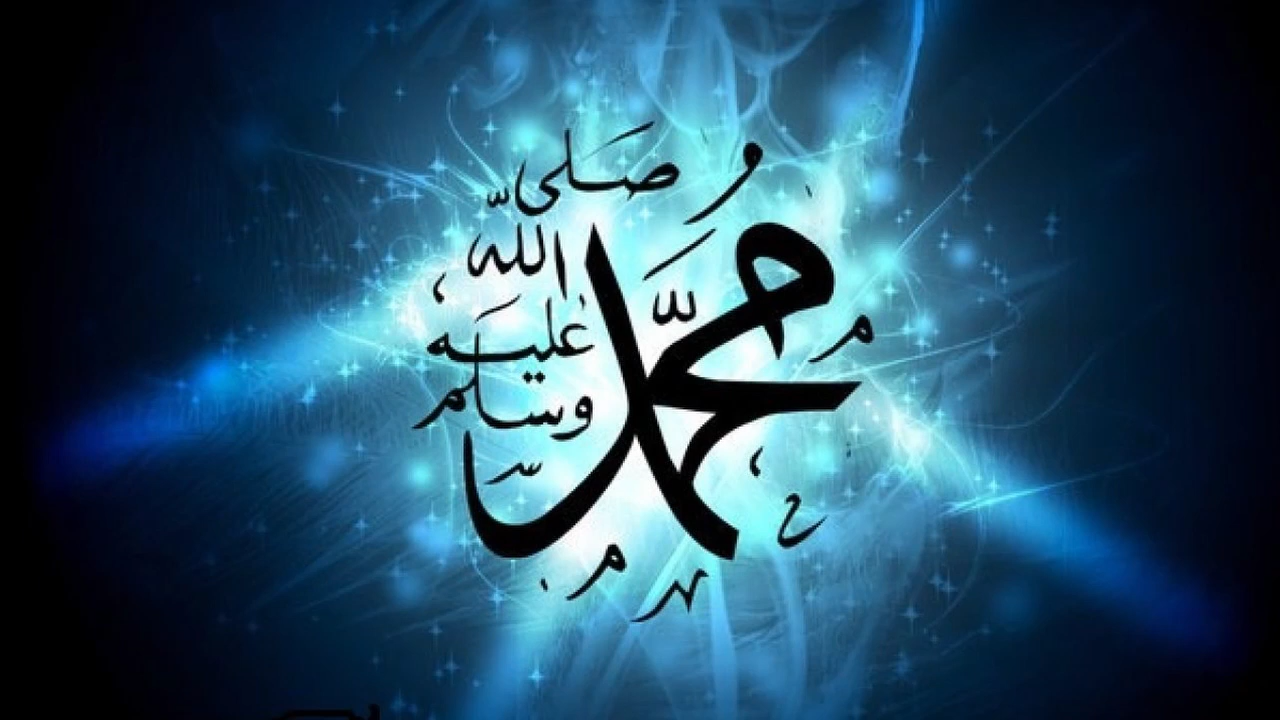 محمد
صلى
الله
عليه
وسلم